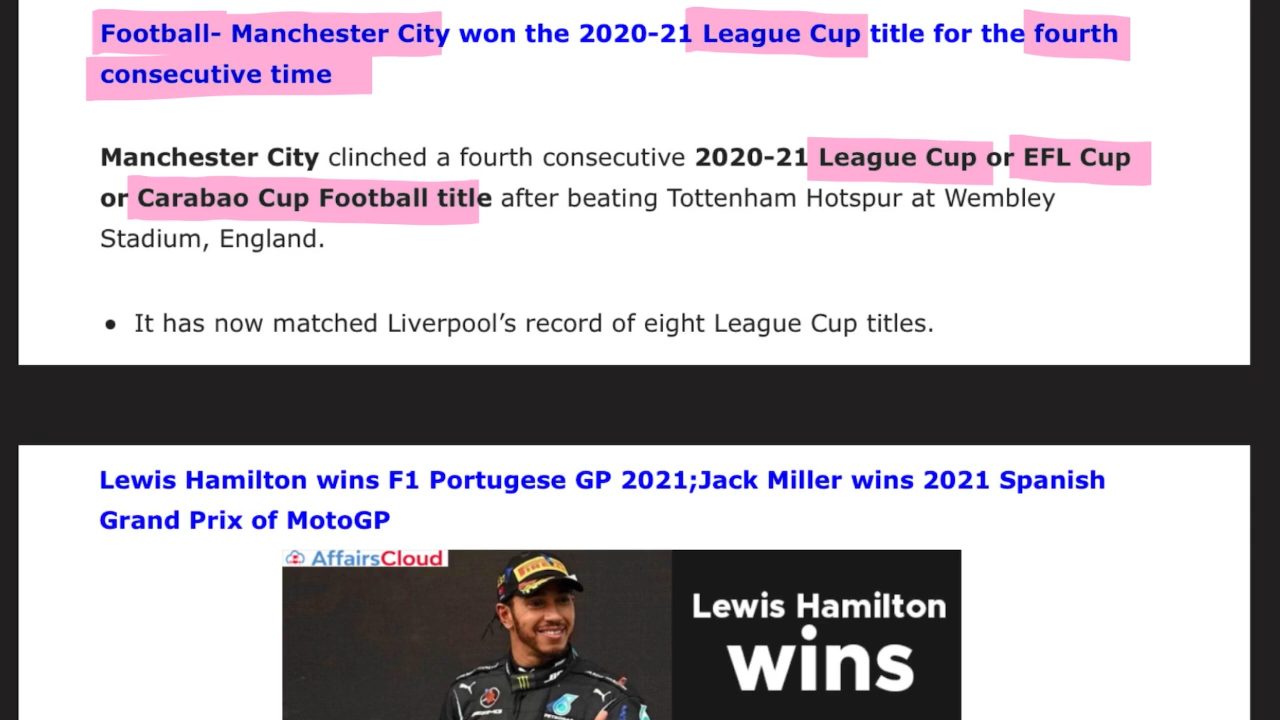 Football- Manchester City won the 2020-21 League Cup title for the fourth
consecutive time
Manchester City clinched a fourth consecutive 2020-21 League Cup or EFL Cup
or Carabao Cup Football title after beating Tottenham Hotspur at Wembley
Stadium, England.
• It has now matched Liverpool’s record of eight League Cup titles.
Lewis Hamilton wins F1 Portugese GP 2021;Jack Miller wins 2021 Spanish
Grand Prix of MotoGP
AffairsCloud
Lewis Hamilton
wins